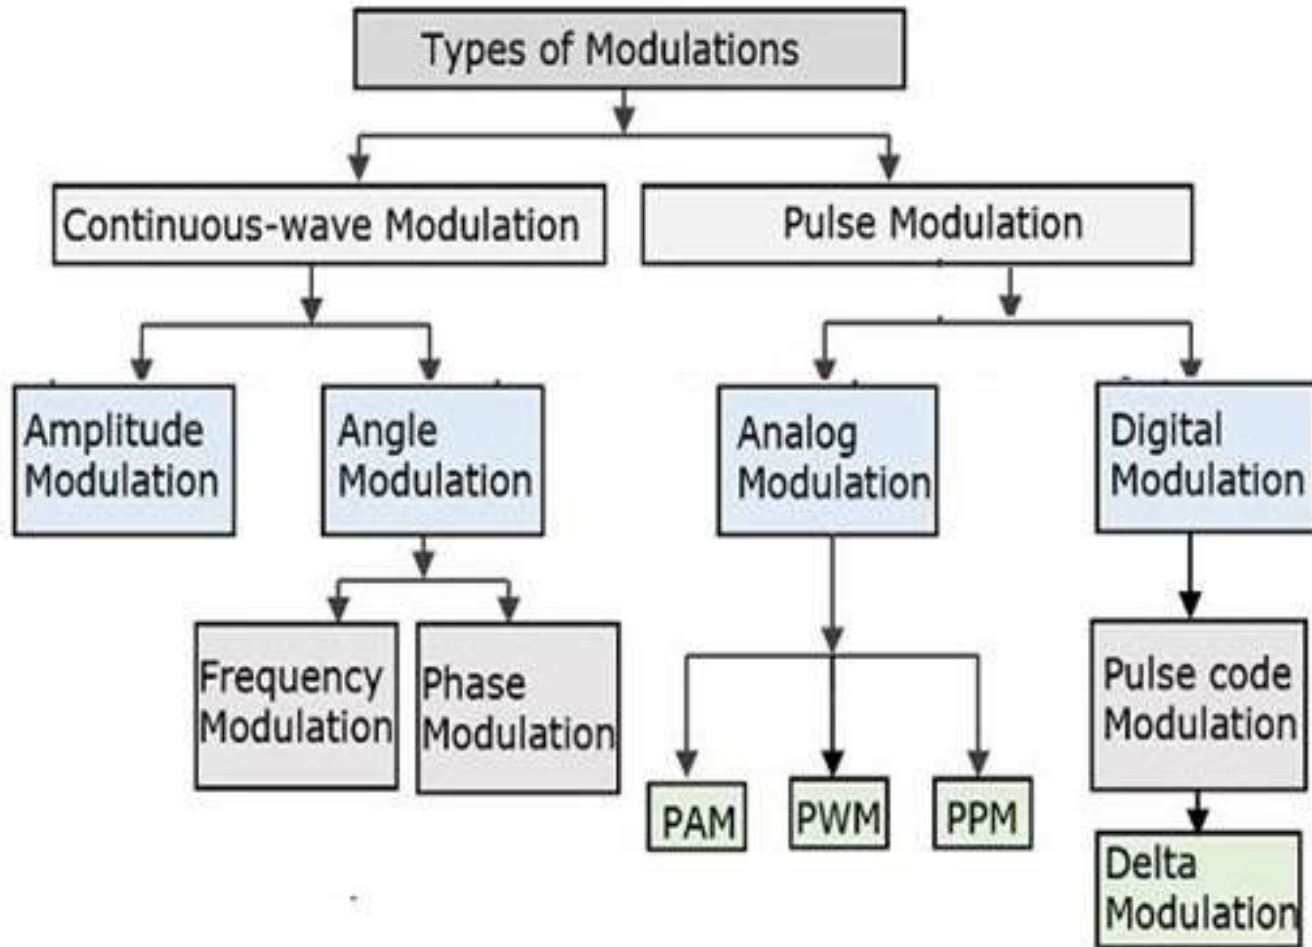 Types of Modulations
Continuous-wave Modulation
Pulse Modulation
Amplitude
Modulation
Angle
Modulation
Analog
Modulation
Digital
Modulation
Frequency
Modulation
Phase
Modulation
Pulse code
Modulation
PAM
PWM
PPM
Delta
Modulation